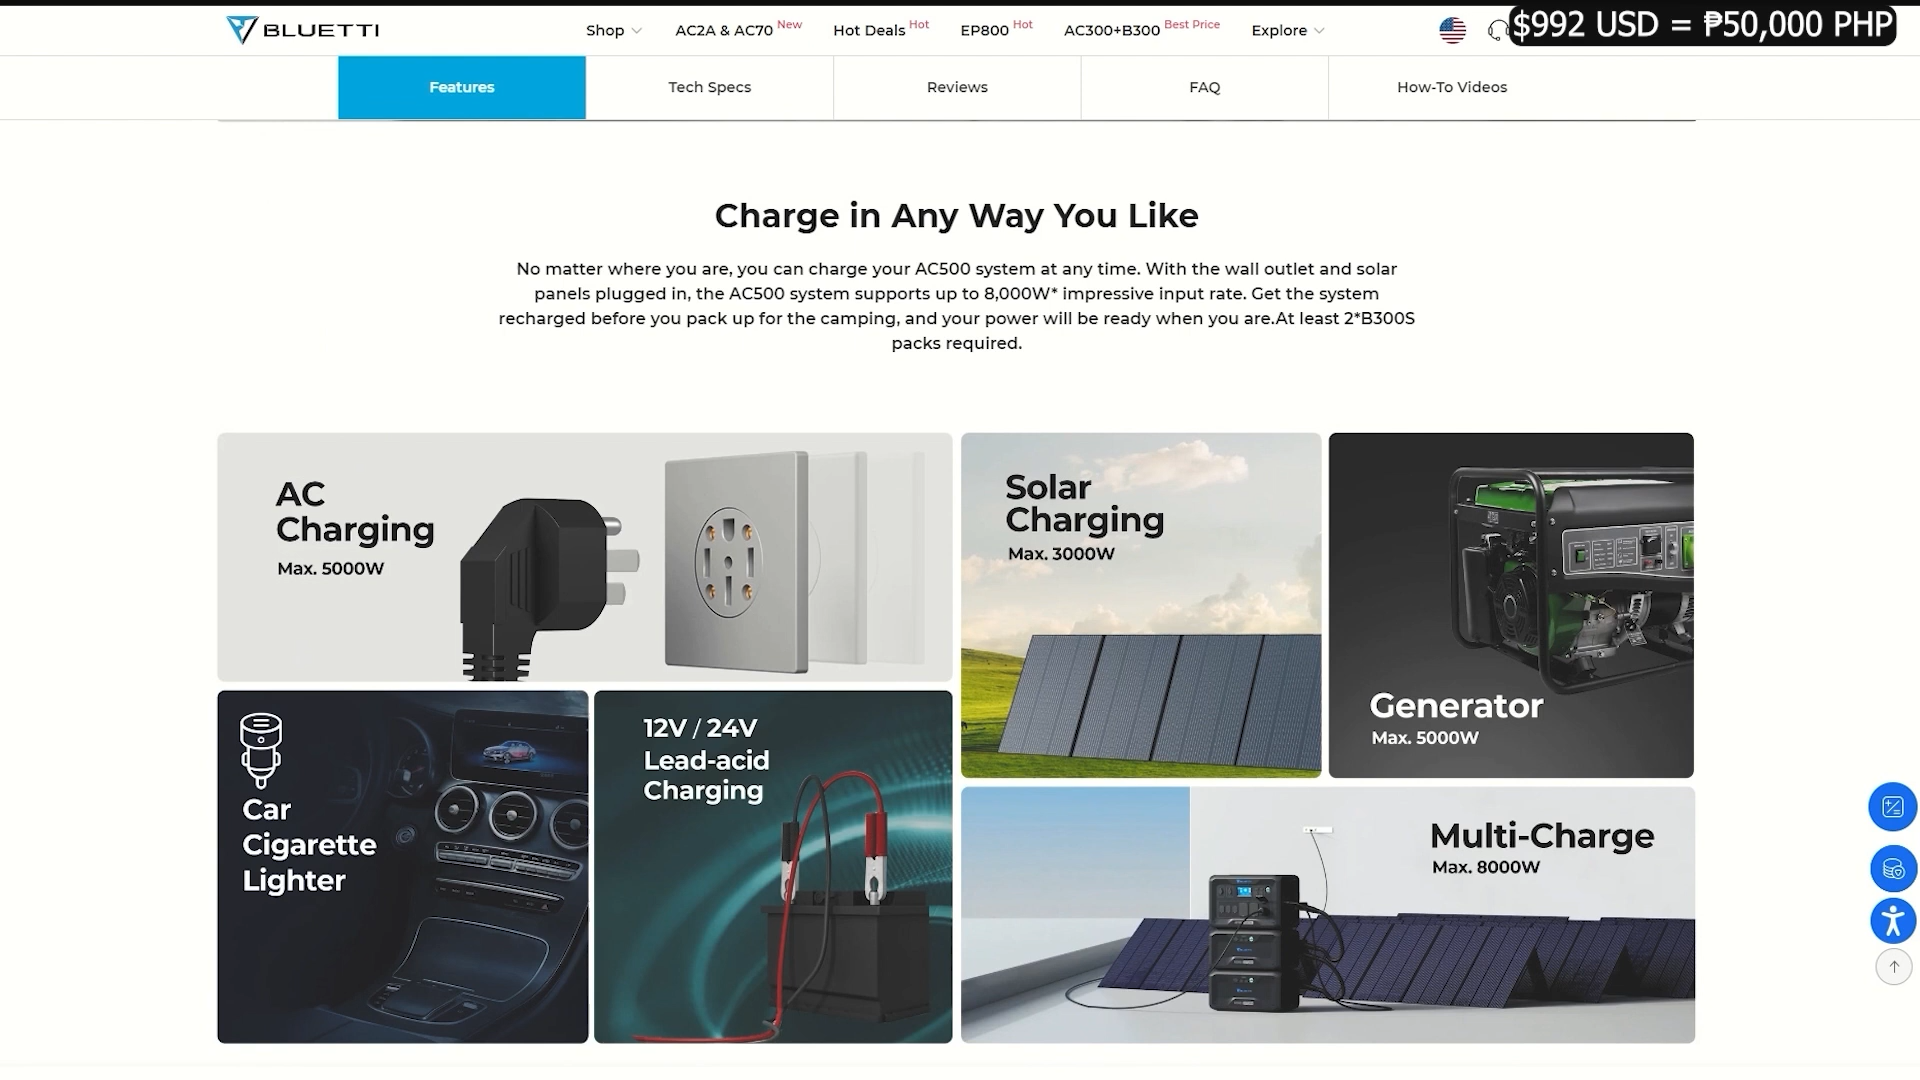 BLUETTI
Shop
AC2A & AC70 New
Hot Deals Hot
EP800 Hot
AC300+B300 Best Price
Explore
$992 USD = ₱50,000 PHP
Features
Tech Specs
Reviews
FAQ
How-To Videos
Charge in Any Way You Like
No matter where you are, you can charge your AC500 system at any time. With the wall outlet and solar
panels plugged in, the AC500 system supports up to 8,000W* impressive input rate. Get the system
recharged before you pack up for the camping, and your power will be ready when you are.At least 2*B300S
packs required.
AC
Charging
Max. 5000W
Solar
Charging
Max. 3000W
Generator
Max. 5000W
Car
Cigarette
Lighter
12V / 24V
Lead-acid
Charging
Multi-Charge
Max. 8000W